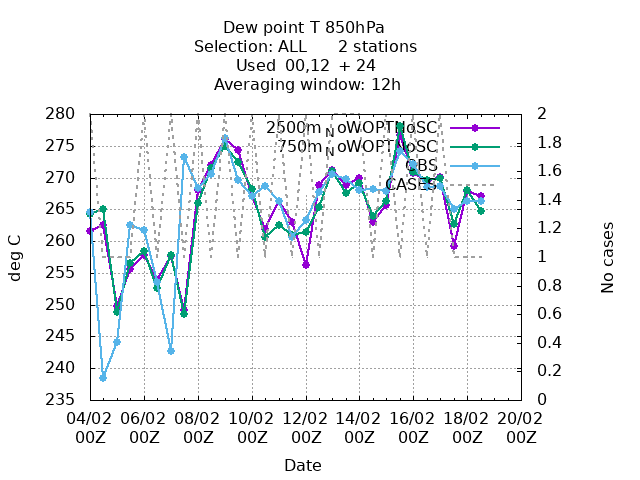 Dew point T 850hPa
Selection: ALL 2 stations
Used 00,12 + 24
Averaging window: 12h
280 2
2500m NoWOPTNoSC
275 1.8
750m NoWOPTNoSC
OBS
270 1.6
CASES
265 1.4
260 1.2
255 1
250 0.8
245 0.6
240 0.4
0.2
235 0
deg C
No cases
04/02 06/02 08/02 10/02 12/02 14/02 16/02 18/02 20/02
00Z 00Z 00Z 00Z 00Z 00Z 00Z 00Z 00Z
Date